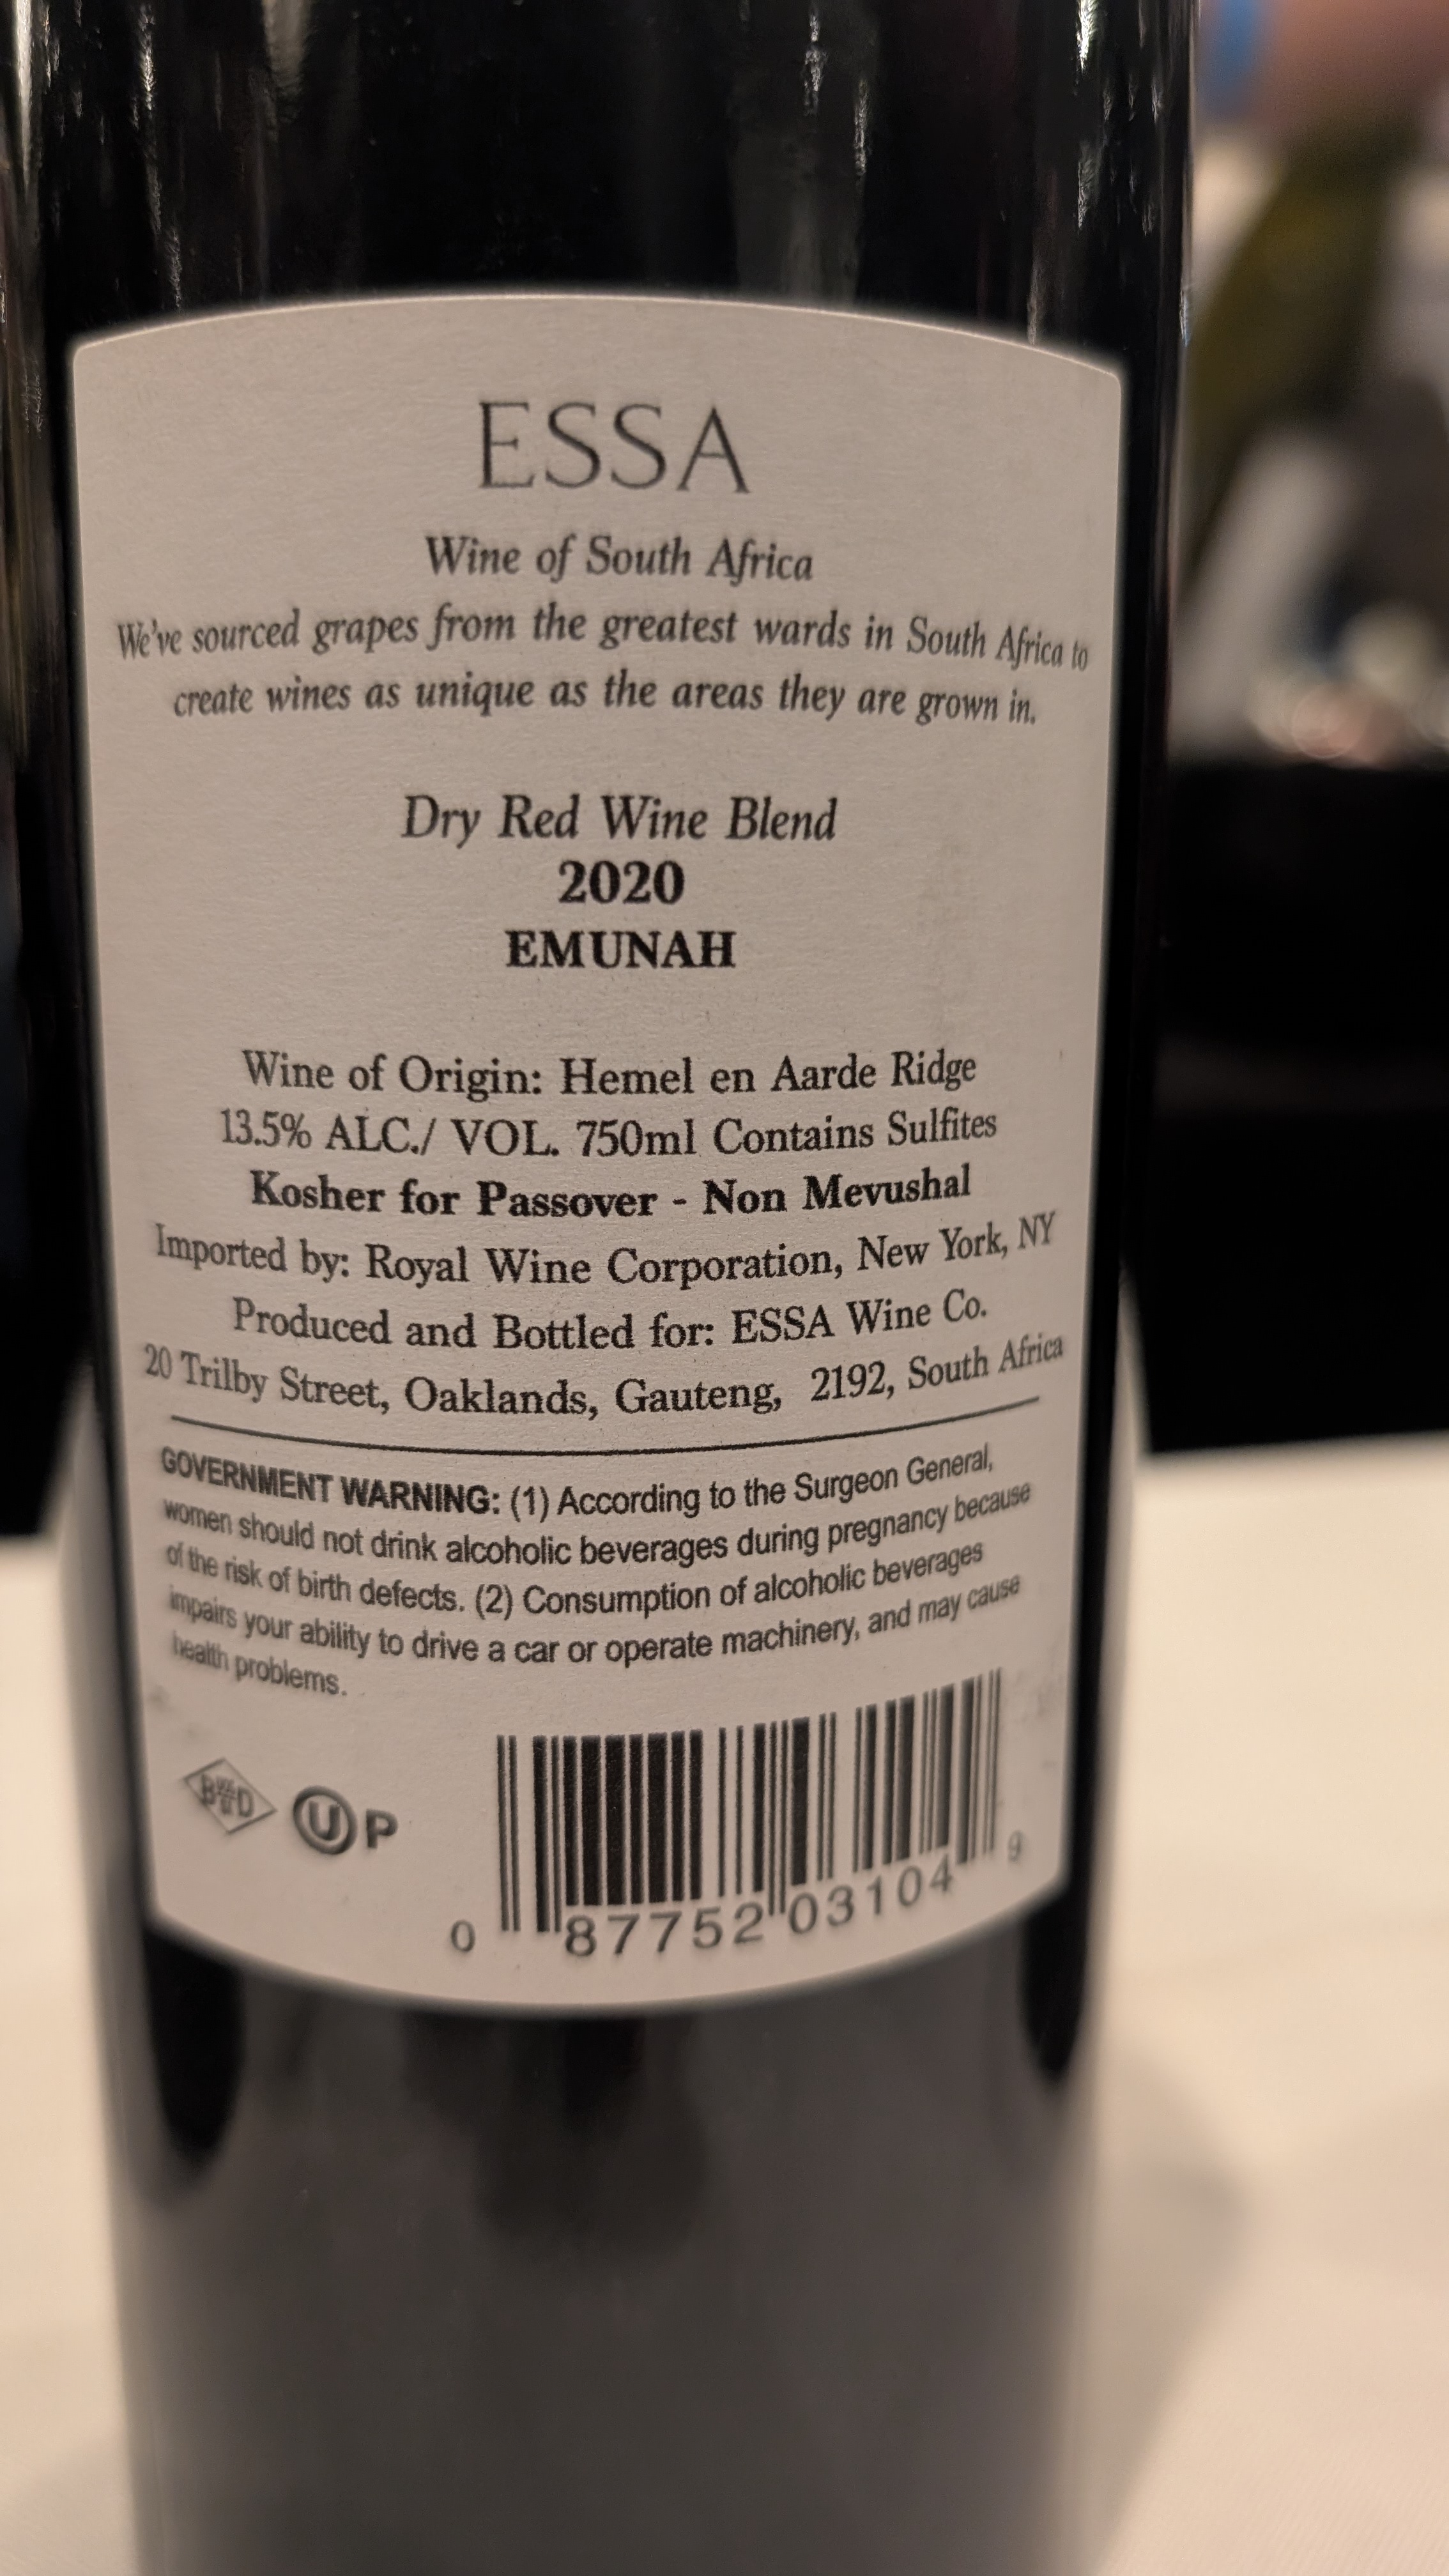 ESSA
Wine of South Africa
We've sourced grapes from the greatest wards in South Africa to
create wines as unique as the areas they are grown in.
Dry Red Wine Blend
2020
EMUNAH
Wine of Origin: Hemel en Aarde Ridge
13.5% ALC./ VOL. 750ml Contains Sulfites
Kosher for Passover - Non Mevushal
Imported by: Royal Wine Corporation, New York, NY
Produced and Bottled for: ESSA Wine Co.
20 Trilby Street, Oaklands, Gauteng, 2192, South Africa
GOVERNMENT WARNING: (1) According to the Surgeon General,
women should not drink alcoholic beverages during pregnancy because
of the risk of birth defects. (2) Consumption of alcoholic beverages
impairs your ability to drive a car or operate machinery, and may cause
health problems.
U P
0 87752 03104 9